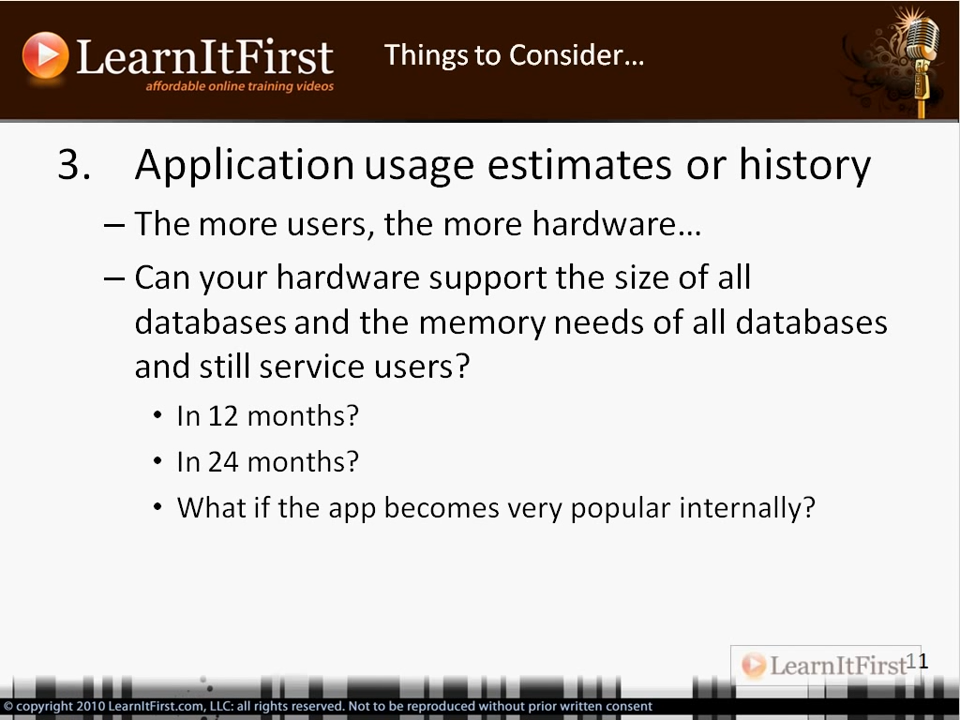 LearnItFirst
affordable online training videos
Things to Consider…
3. Application usage estimates or history
– The more users, the more hardware…
– Can your hardware support the size of all
databases and the memory needs of all databases
and still service users?
• In 12 months?
• In 24 months?
• What if the app becomes very popular internally?
LearnItFirst
11
© copyright 2010 LearnItFirst.com, LLC: all rights reserved. Not to be reproduced without prior written consent